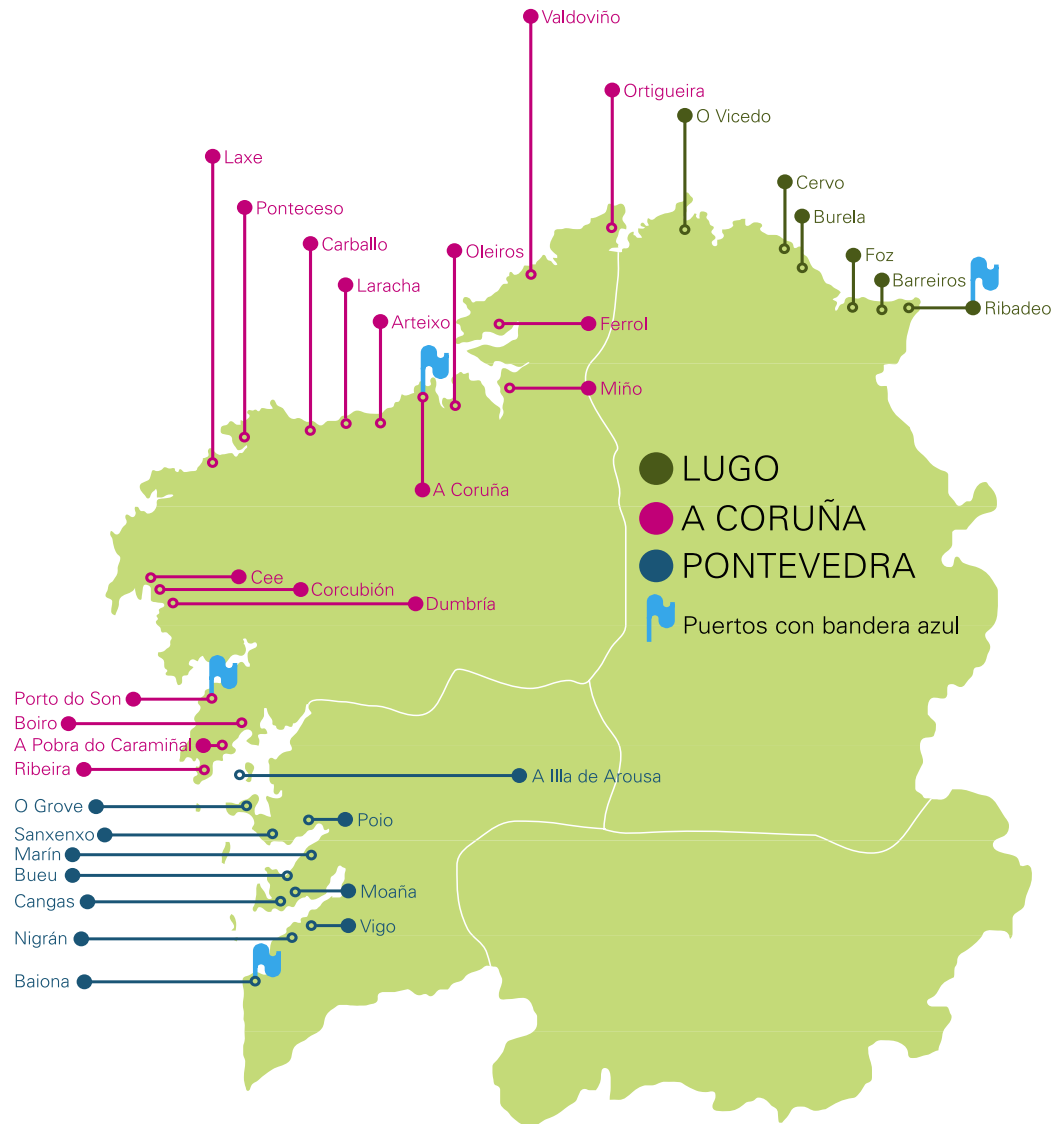 Valdoviño
Ortigueira
O Vicedo
Laxe
Cervo
Ponteceso
Burela
Carballo
Oleiros
Foz
Laracha
Barreiros
Ribadeo
Arteixo
Ferrol
Miño
LUGO
A Coruña
A CORUÑA
PONTEVEDRA
Cee
Corcubión
Dumbría
Puertos con bandera azul
Porto do Son
Boiro
A Pobra do Caramiñal
Ribeira
A Illa de Arousa
O Grove
Poio
Sanxenxo
Marín
Bueu
Moaña
Cangas
Vigo
Nigrán
Baiona